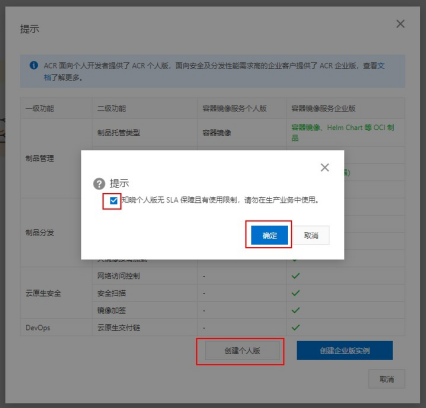 提示
ACR 面向个人开发者提供了 ACR 个人版，面向安全及分发性能需求高的企业客户提供了 ACR 企业版，查看文
档了解更多。
一级功能 二级功能 容器镜像服务个人版 容器镜像服务企业版
制品托管类型 容器镜像 容器镜像、Helm Chart 等 OCI 制
品
制品管理
提示
知晓个人版无 SLA 保障且有使用限制，请勿在生产业务中使用。
确定 取消
制品分发
网络访问控制 -
云原生安全 安全扫描 -
镜像加签 -
DevOps 云原生交付链 -
创建个人版 创建企业版实例
取消